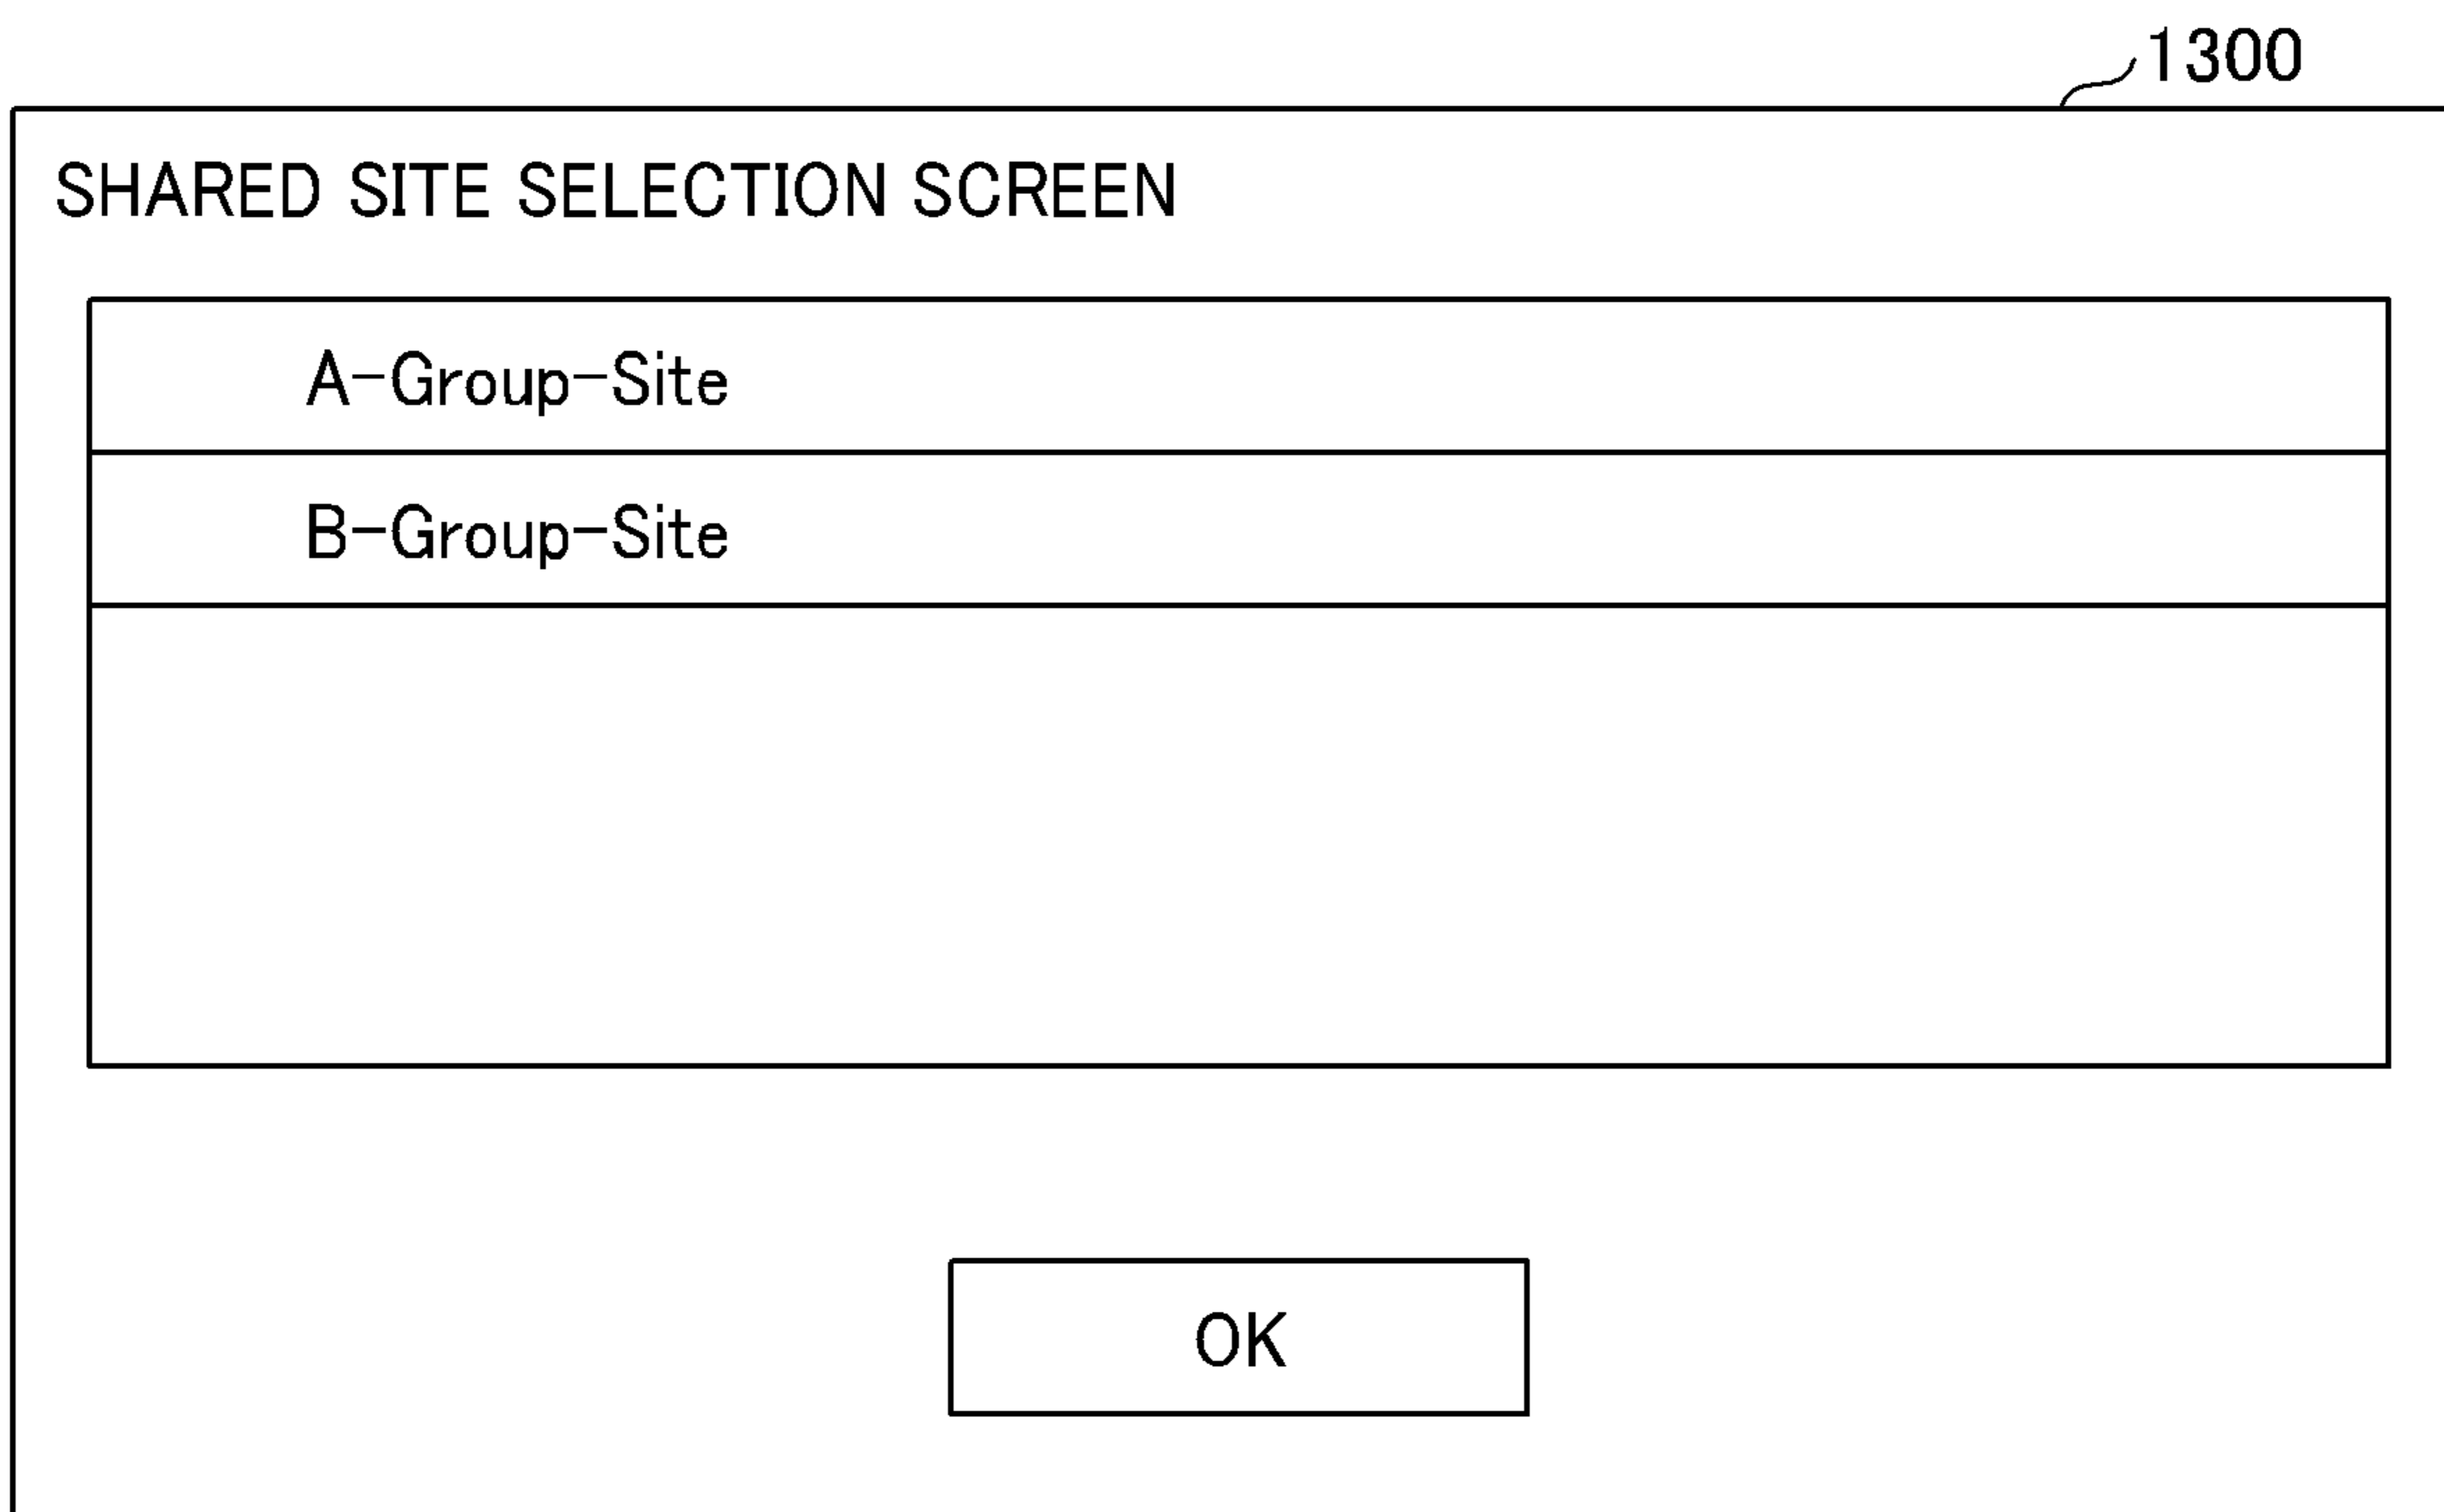 1300
SHARED SITE SELECTION SCREEN
A-Group-Site
B-Group-Site
OK